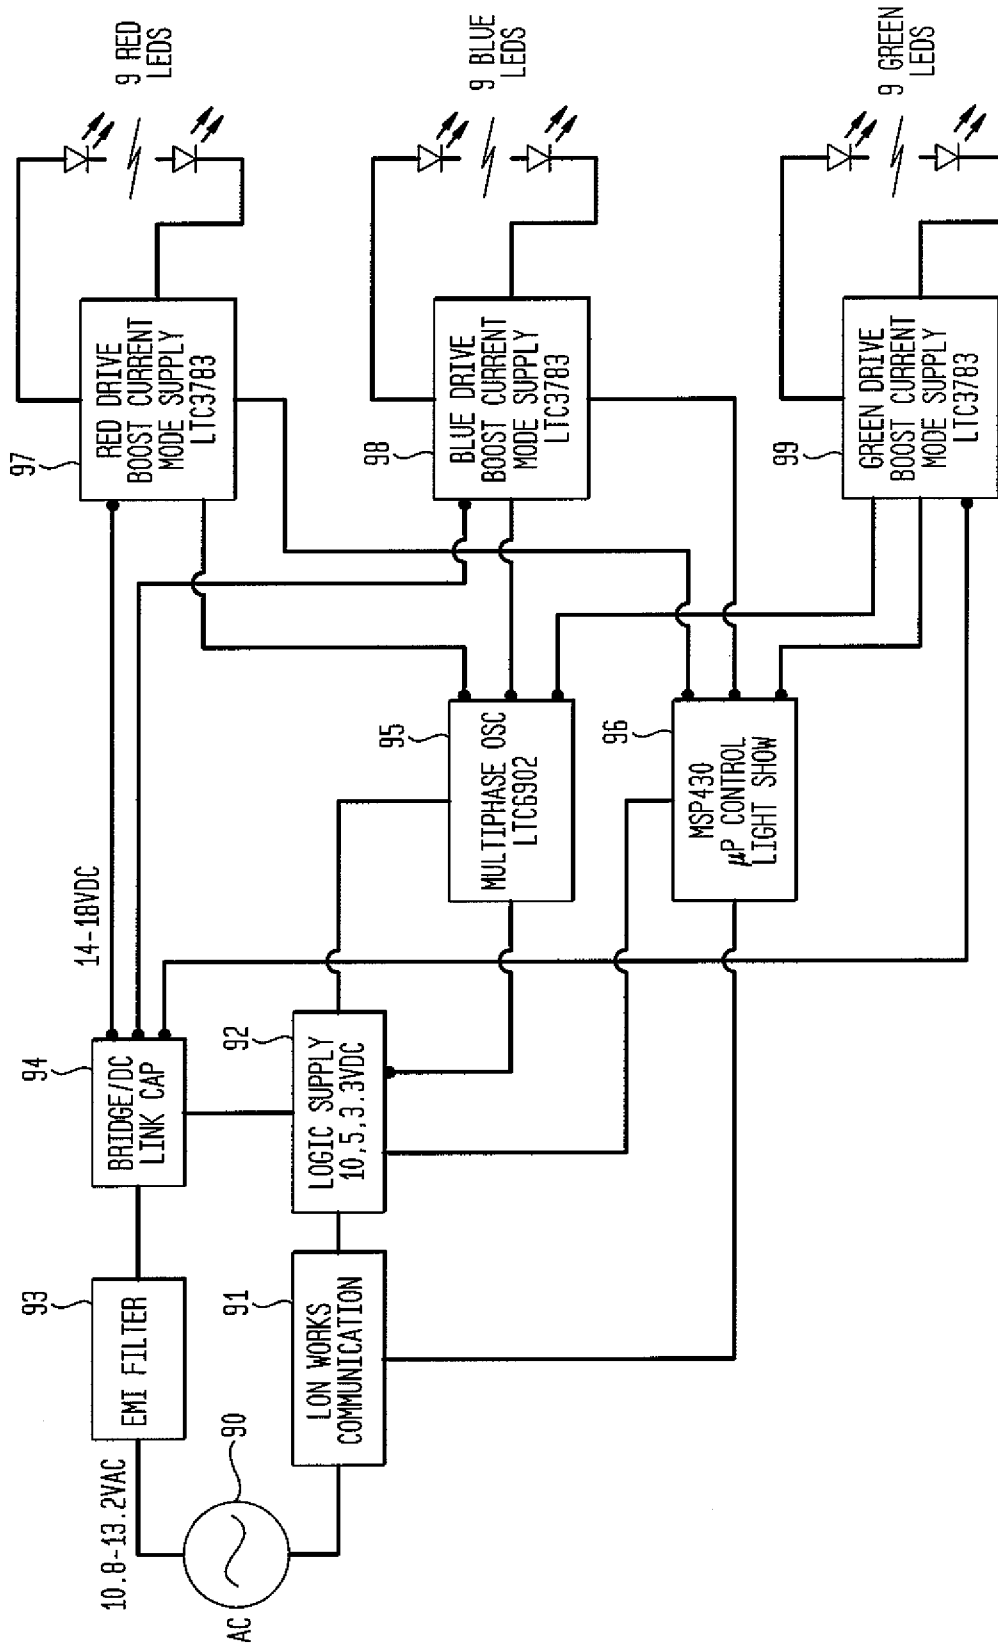 AC
90
10.8-13.2VAC
93
EMI FILTER
94
BRIDGE/DC
LINK CAP
14-18VDC
91
LON WORKS
COMMUNICATION
92
LOGIC SUPPLY
10,5,3.3VDC
95
MULTIPHASE OSC
LTC6902
96
MSP430
µP CONTROL
LIGHT SHOW
97
RED DRIVE
BOOST CURRENT
MODE SUPPLY
LTC3783
9 RED
LEDS
98
BLUE DRIVE
BOOST CURRENT
MODE SUPPLY
LTC3783
9 BLUE
LEDS
99
GREEN DRIVE
BOOST CURRENT
MODE SUPPLY
LTC3783
9 GREEN
LEDS